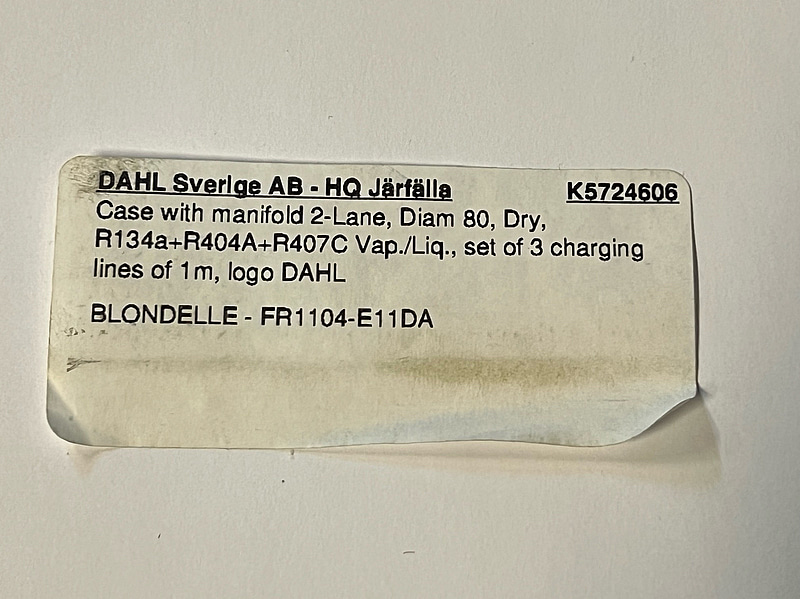 DAHL Sverige AB - HQ Järfälla K5724606
Case with manifold 2-Lane, Diam 80, Dry,
R134a+R404A+R407C Vap./Liq., set of 3 charging
lines of 1m, logo DAHL
BLONDELLE - FR1104-E11DA